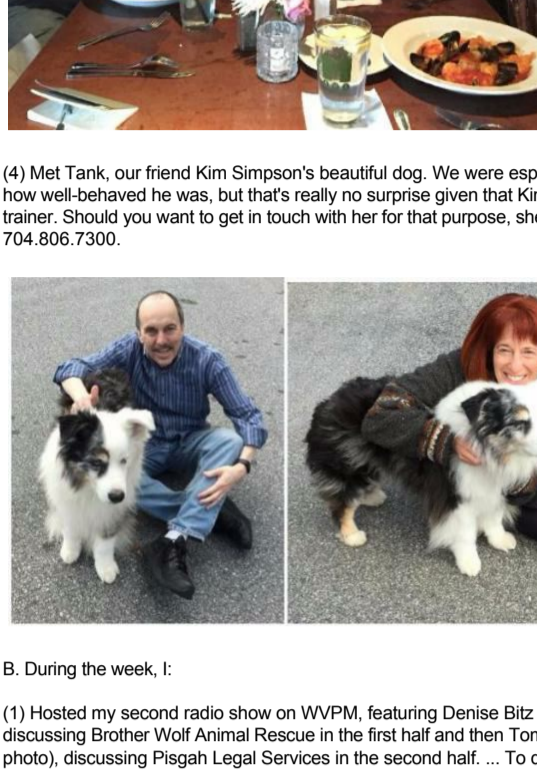 (4) Met Tank, our friend Kim Simpson's beautiful dog. We were esp
how well-behaved he was, but that's really no surprise given that Kir
trainer. Should you want to get in touch with her for that purpose, she
704.806.7300.
B. During the week, I:
(1) Hosted my second radio show on WVPM, featuring Denise Bitz
discussing Brother Wolf Animal Rescue in the first half and then Ton
photo), discussing Pisgah Legal Services in the second half. ... To